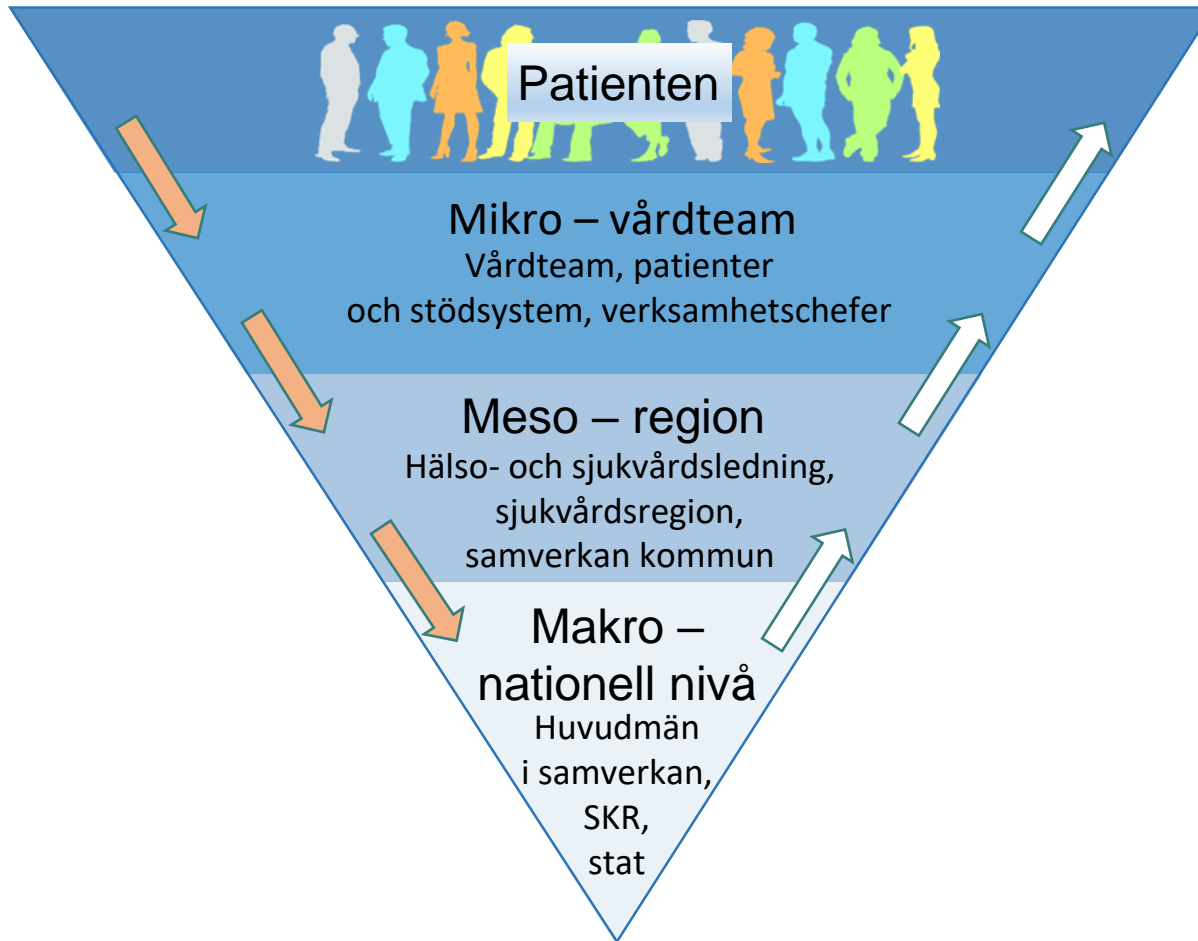 Patienten
Mikro – vårdteam
Vårdteam, patienter
och stödsystem, verksamhetschefer
Meso – region
Hälso- och sjukvårdsledning,
sjukvårdsregion,
samverkan kommun
Makro –
nationell nivå
Huvudmän
i samverkan,
SKR,
stat